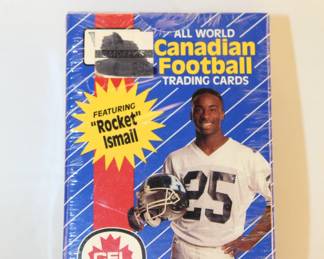 ALL WORLD
Canadian
Football
TRADING CARDS
FEATURING
"Rocket"
Ismail
25
CFL